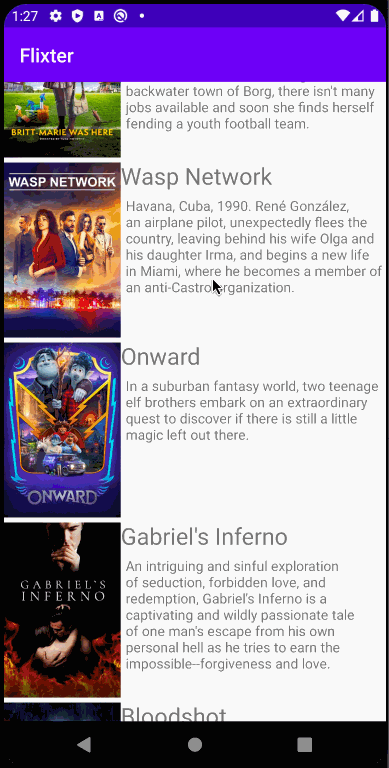 1:27
Flixter
backwater town of Borg, there isn't many
jobs available and soon she finds herself
fending a youth football team.
BRITT-MARIE WAS HERE
Wasp Network
WASP NETWORK
Havana, Cuba, 1990. René González,
an airplane pilot, unexpectedly flees the
country, leaving behind his wife Olga and
his daughter Irma, and begins a new life
in Miami, where he becomes a member of
an anti-Castro organization.
Onward
In a suburban fantasy world, two teenage
elf brothers embark on an extraordinary
quest to discover if there is still a little
magic left out there.
ONWARD
Gabriel's Inferno
An intriguing and sinful exploration
of seduction, forbidden love, and
redemption, Gabriel's Inferno is a
captivating and wildly passionate tale
of one man's escape from his own
personal hell as he tries to earn the
impossible--forgiveness and love.
GABRIEL'S
INFERNO
Bloodshot